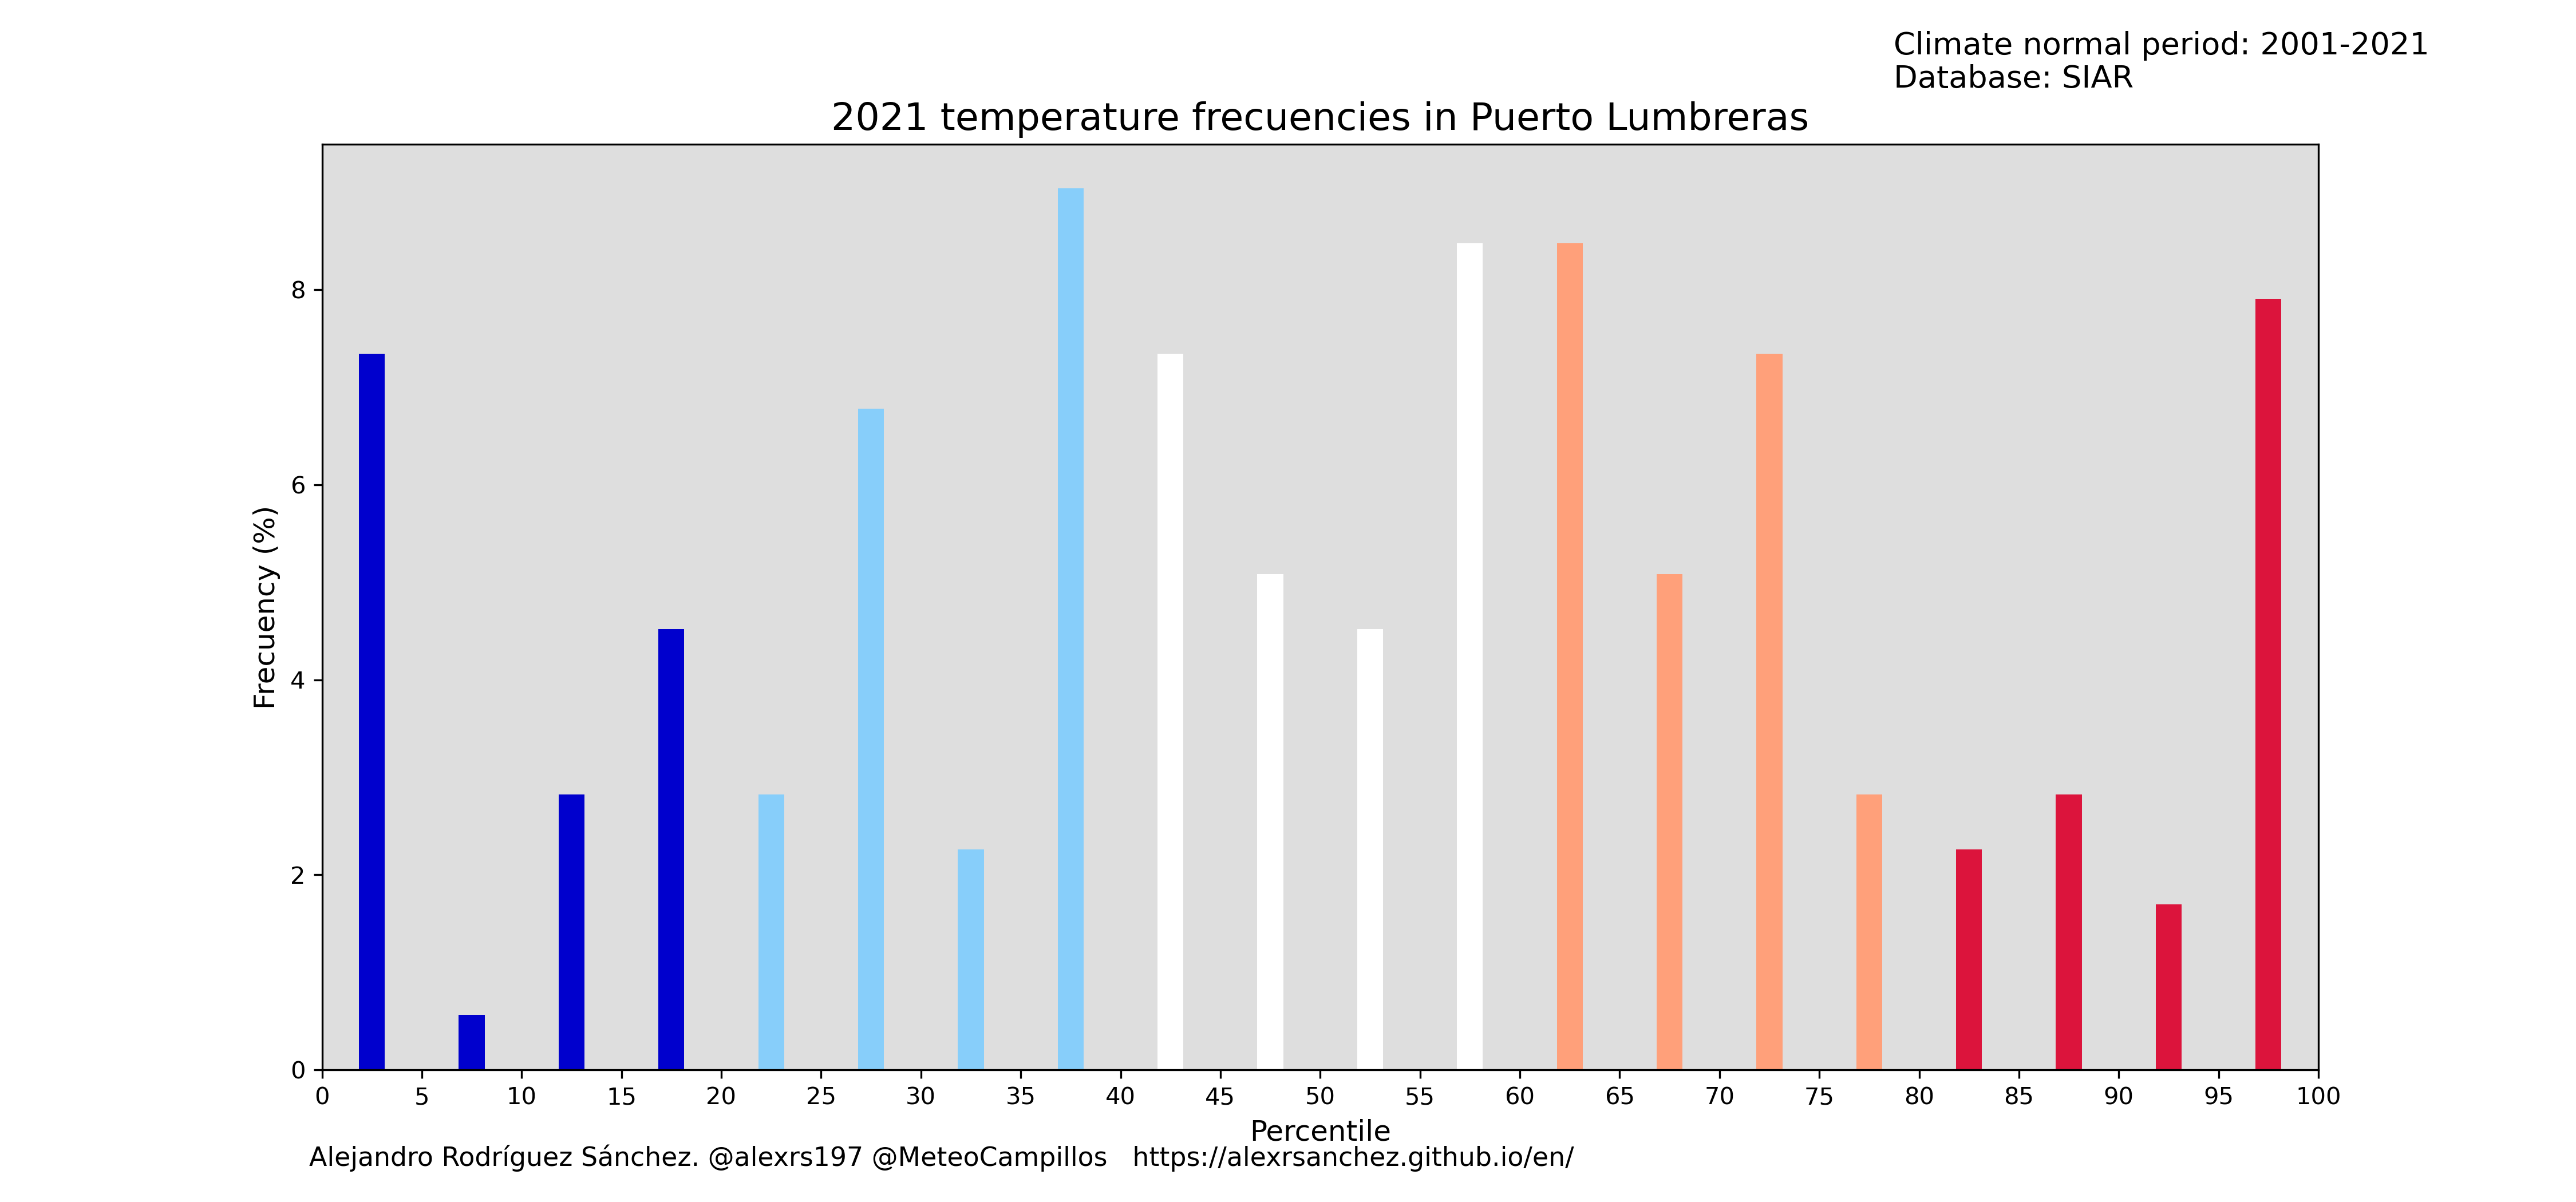 Climate normal period: 2001-2021
Database: SIAR
2021 temperature frecuencies in Puerto Lumbreras
Frecuency (%)
8
6
4
2
0
0 5 10 15 20 25 30 35 40 45 50 55 60 65 70 75 80 85 90 95 100
Percentile
Alejandro Rodríguez Sánchez. @alexrs197 @MeteoCampillos https://alexrsanchez.github.io/en/